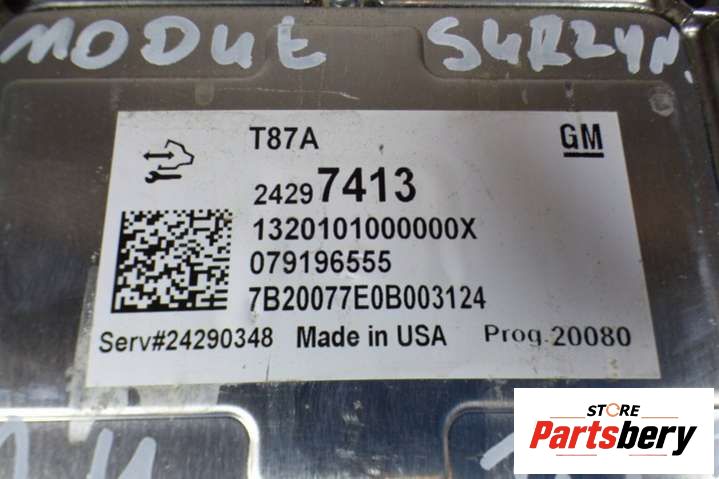 MODUŁ SKRZYN
T87A GM
24297413
1320101000000X
079196555
7B20077E0B003124
Serv#24290348 Made in USA Prog.20080
STORE
Partsbery